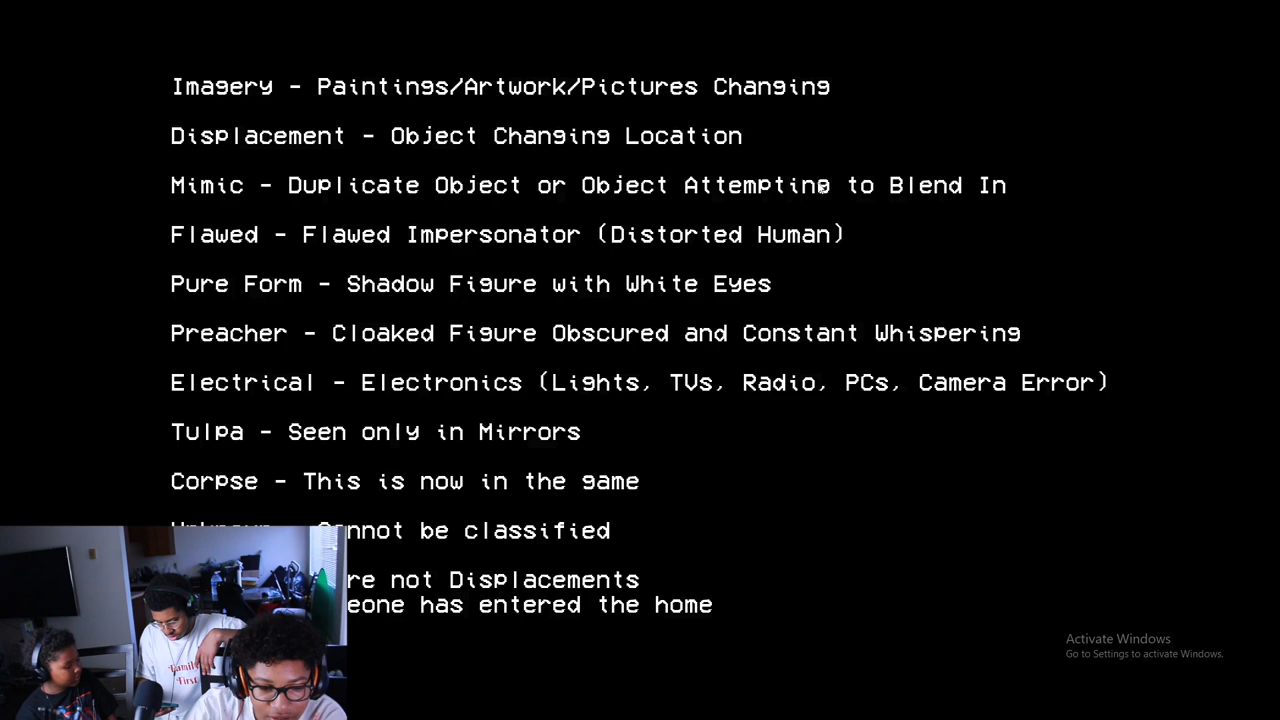 Imagery - Paintings/Artwork/Pictures Changing
Displacement - Object Changing Location
Mimic - Duplicate Object or Object Attempting to Blend In
Flawed - Flawed Impersonator (Distorted Human)
Pure Form - Shadow Figure with White Eyes
Preacher - Cloaked Figure Obscured and Constant Whispering
Electrical - Electronics (Lights, TVs, Radio, PCs, Camera Error)
Tulpa - Seen only in Mirrors
Corpse - This is now in the game
Unknown - Cannot be classified
not Displacements
has entered the home
Activate Windows
Go to Settings to activate Windows.
Family
First